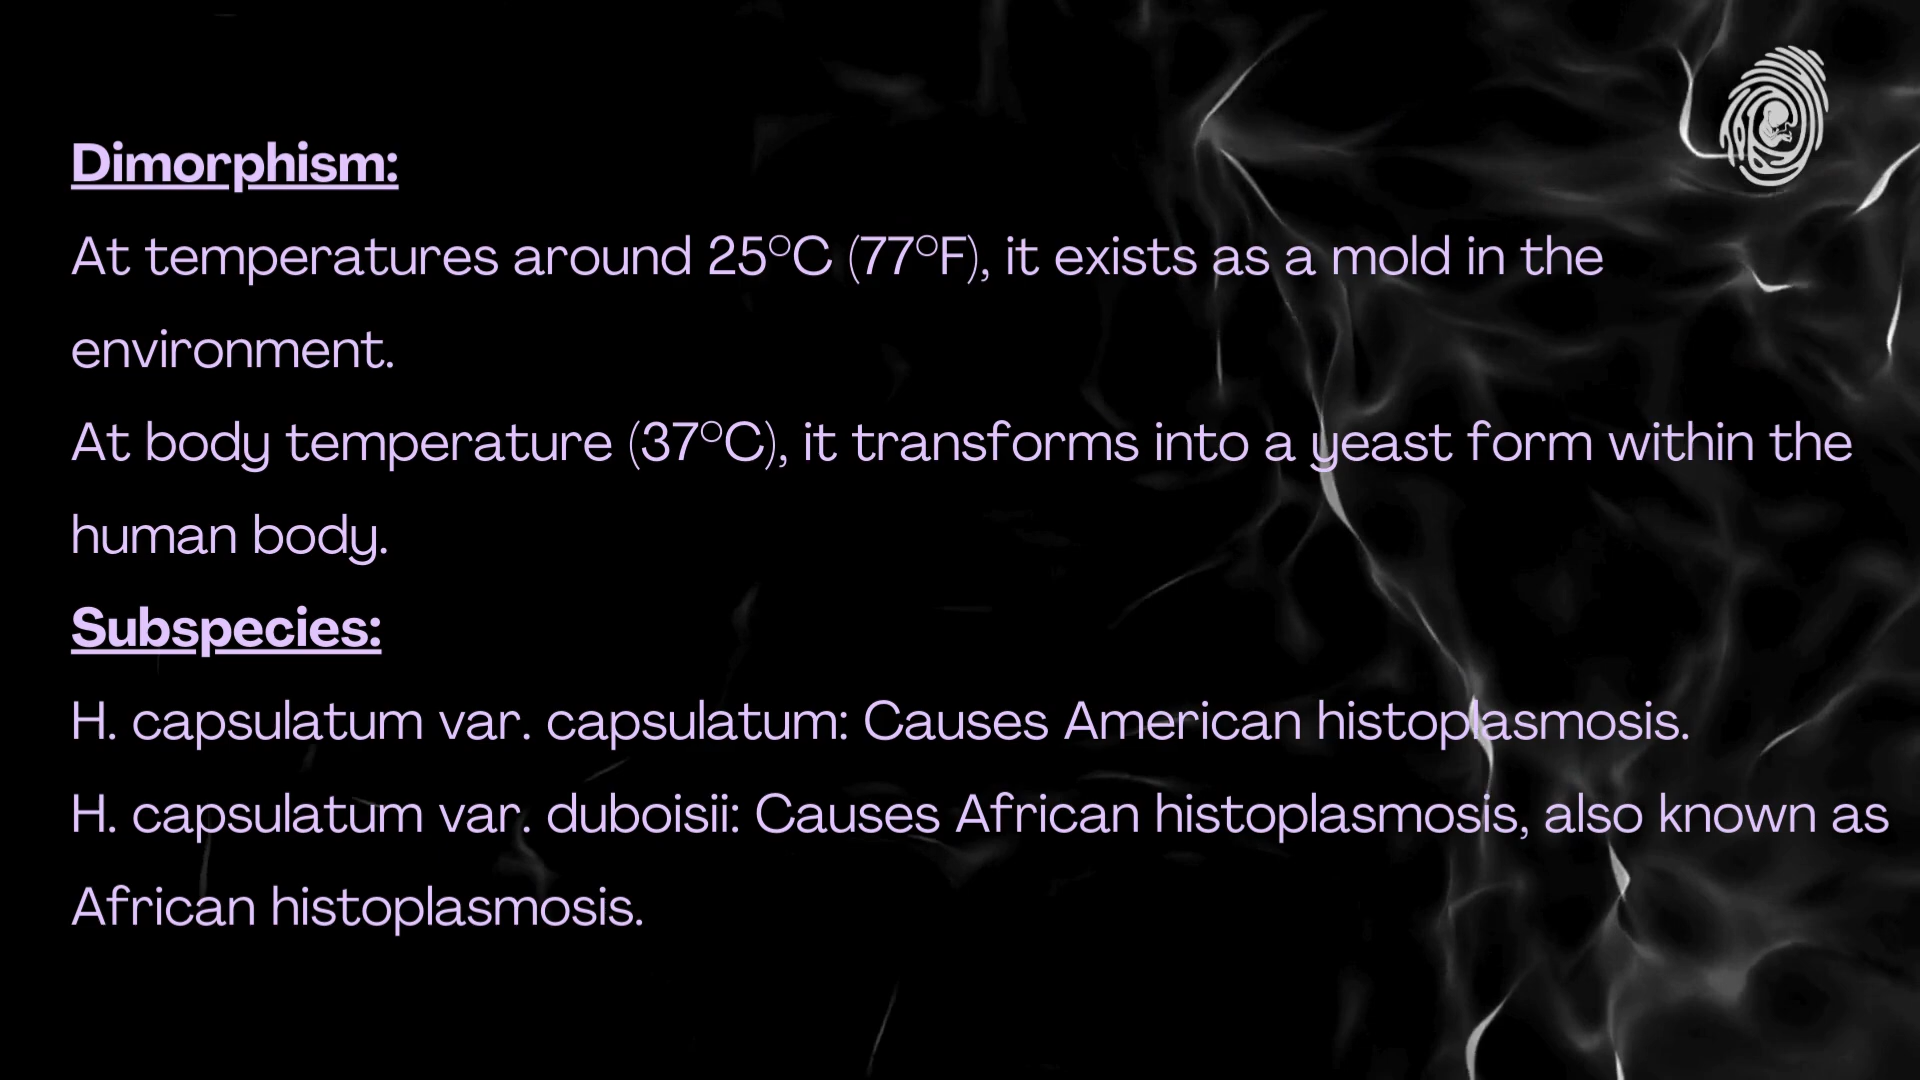 Dimorphism:
At temperatures around 25°C (77°F), it exists as a mold in the
environment.
At body temperature (37°C), it transforms into a yeast form within the
human body.
Subspecies:
H. capsulatum var. capsulatum: Causes American histoplasmosis.
H. capsulatum var. duboisii: Causes African histoplasmosis, also known as
African histoplasmosis.